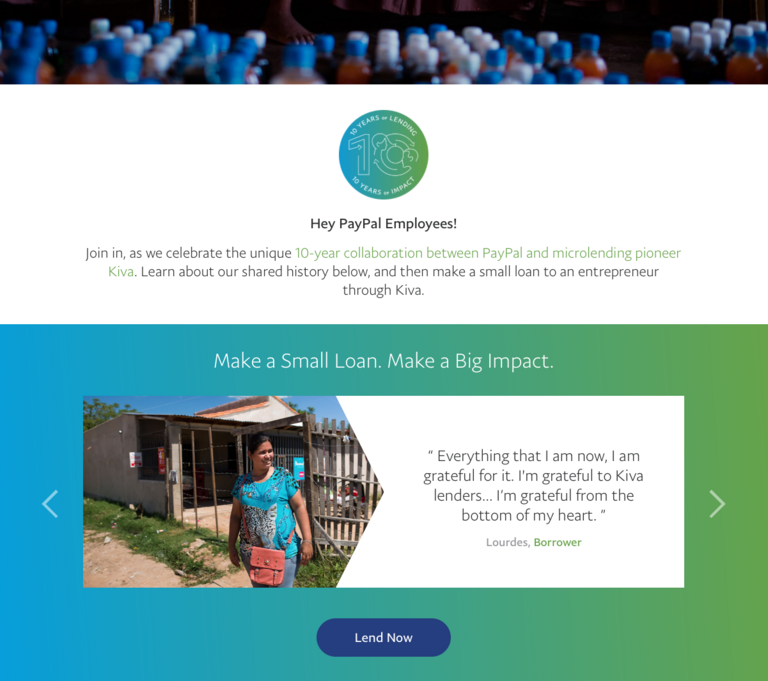 10 YEARS of LENDING
10
10 YEARS of IMPACT
Hey PayPal Employees!
Join in, as we celebrate the unique 10-year collaboration between PayPal and microlending pioneer
Kiva. Learn about our shared history below, and then make a small loan to an entrepreneur
through Kiva.
Make a Small Loan. Make a Big Impact.
“ Everything that I am now, I am
grateful for it. I’m grateful to Kiva
lenders... I’m grateful from the
bottom of my heart. ”
Lourdes, Borrower
Lend Now